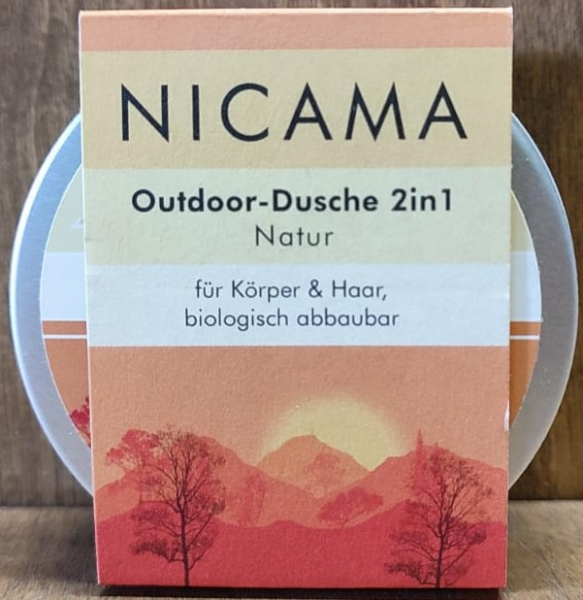 NICAMA
Outdoor-Dusche 2in1
Natur
für Körper & Haar,
biologisch abbaubar